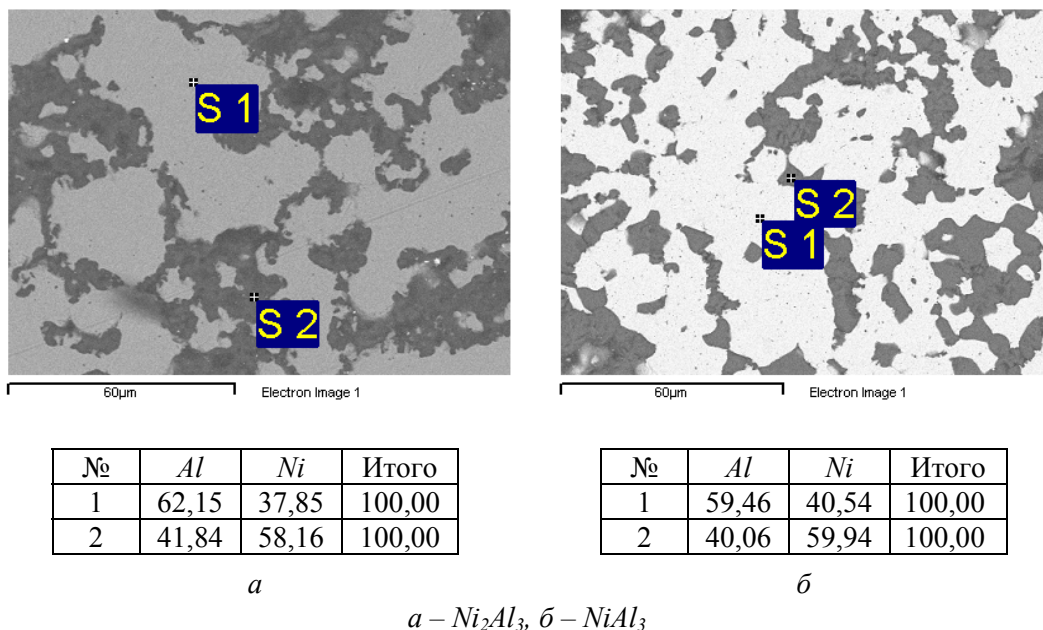 S 1
S 2
S 2
S 1
60µm Electron Image 1
60µm Electron Image 1
№ Al Ni Итого
1 62,15 37,85 100,00
2 41,84 58,16 100,00
№ Al Ni Итого
1 59,46 40,54 100,00
2 40,06 59,94 100,00
а
б
а – Ni₂Al₃, б – NiAl₃